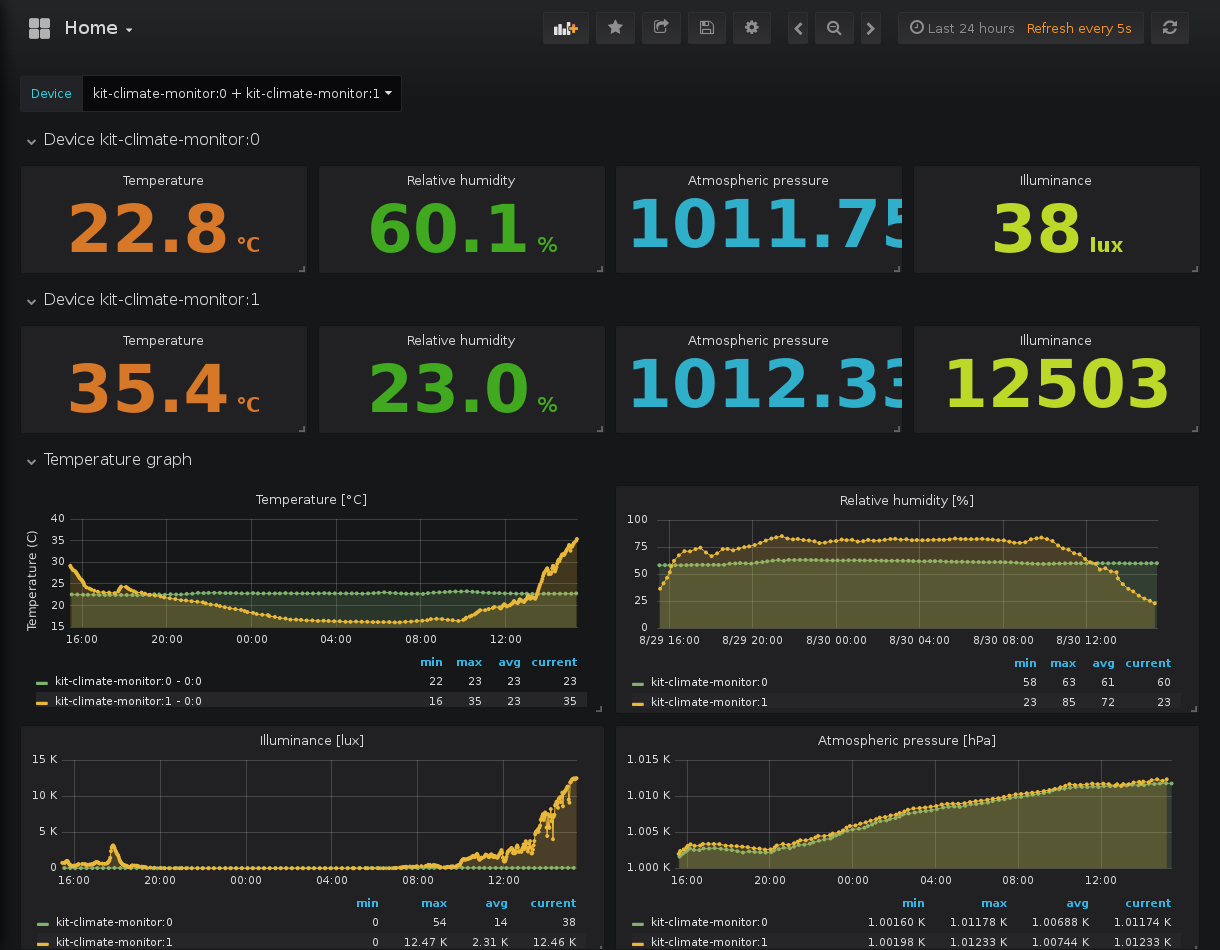 Home
Last 24 hours Refresh every 5s
Device kit-climate-monitor:0 + kit-climate-monitor:1
Device kit-climate-monitor:0
Temperature Relative humidity Atmospheric pressure Illuminance
22.8 °C 60.1 % 1011.75 38 lux
Device kit-climate-monitor:1
Temperature Relative humidity Atmospheric pressure Illuminance
35.4 °C 23.0 % 1012.33 12503
Temperature graph
Temperature [°C]
Temperature (C)
40
35
30
25
20
15
16:00 20:00 00:00 04:00 08:00 12:00
min max avg current
kit-climate-monitor:0 - 0:0 22 23 23 23
kit-climate-monitor:1 - 0:0 16 35 23 35
Relative humidity [%]
100
75
50
25
0
8/29 16:00 8/29 20:00 8/30 00:00 8/30 04:00 8/30 08:00 8/30 12:00
min max avg current
kit-climate-monitor:0 58 63 61 60
kit-climate-monitor:1 23 85 72 23
Illuminance [lux]
15 K
10 K
5 K
0
16:00 20:00 00:00 04:00 08:00 12:00
min max avg current
kit-climate-monitor:0 0 54 14 38
kit-climate-monitor:1 0 12.47 K 2.31 K 12.46 K
Atmospheric pressure [hPa]
1.015 K
1.010 K
1.005 K
1.000 K
16:00 20:00 00:00 04:00 08:00 12:00
min max avg current
kit-climate-monitor:0 1.00160 K 1.01178 K 1.00688 K 1.01174 K
kit-climate-monitor:1 1.00198 K 1.01233 K 1.00744 K 1.01233 K